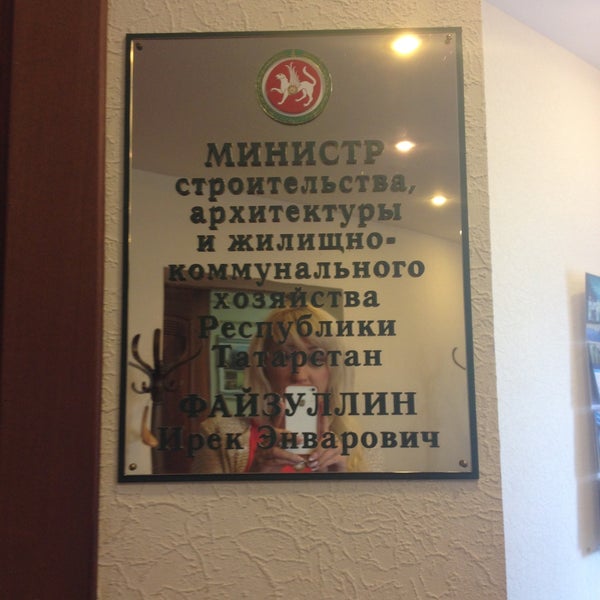 МИНИСТР
строительства,
архитектуры
и жилищно-
коммунального
хозяйства
Республики
Татарстан
ФАЙЗУЛЛИН
Ирек Энварович